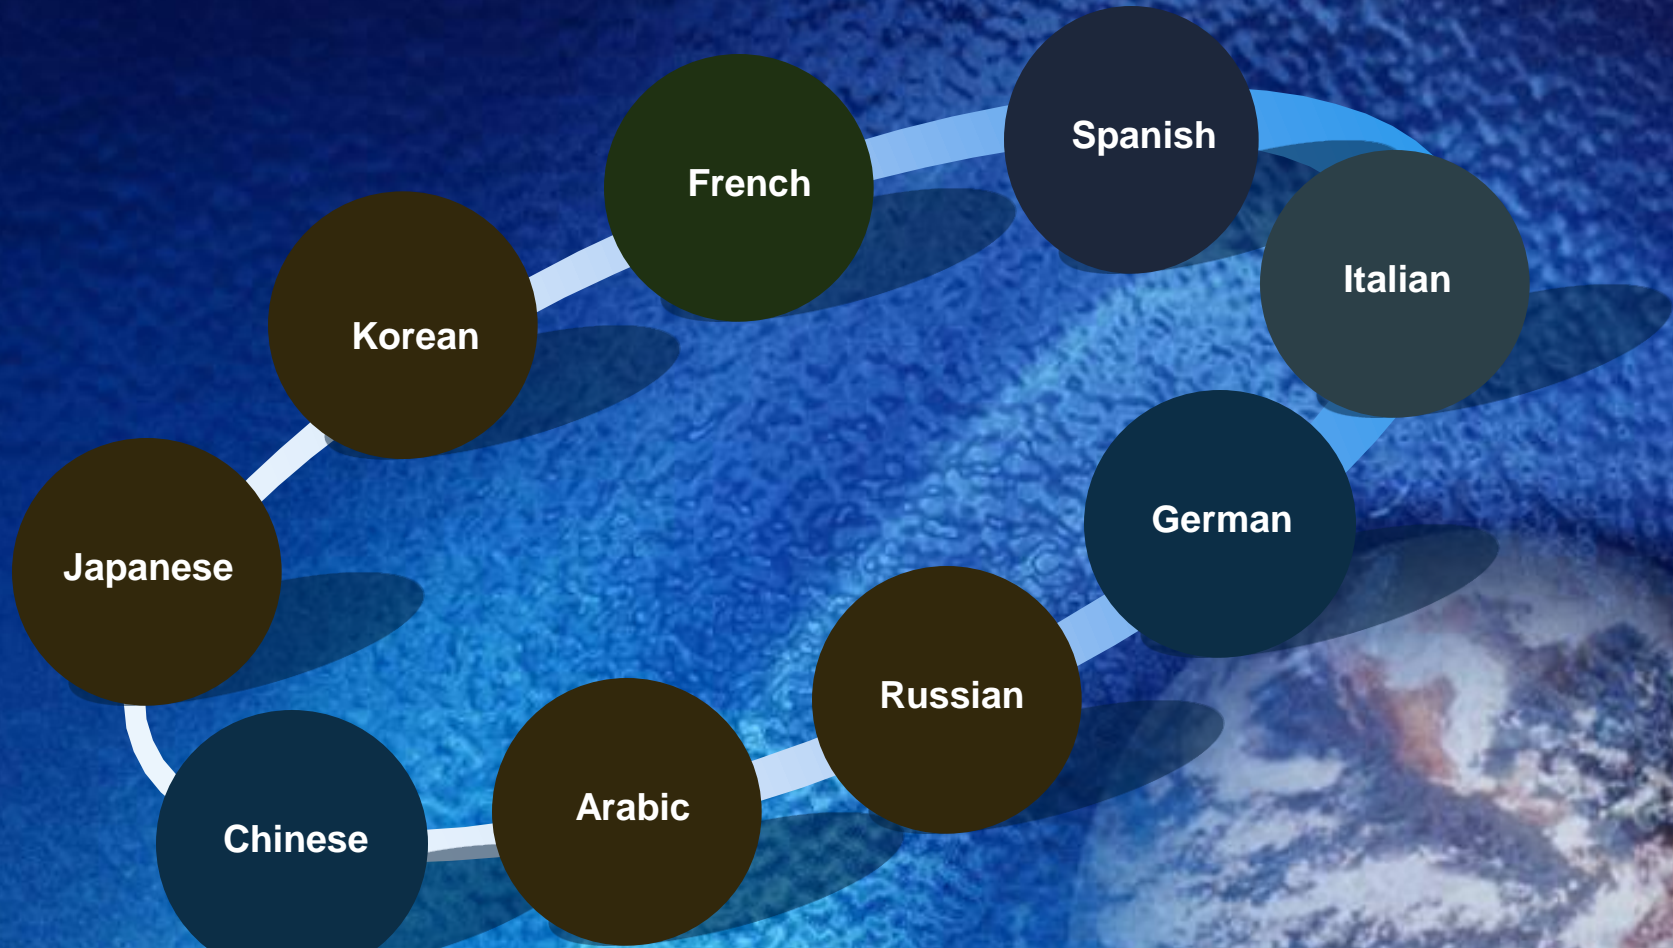 Spanish
French
Italian
Korean
German
Japanese
Russian
Arabic
Chinese